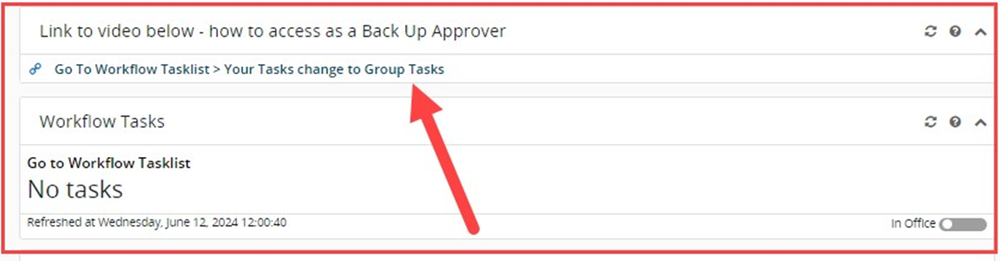 Link to video below - how to access as a Back Up Approver
Go To Workflow Tasklist > Your Tasks change to Group Tasks
Workflow Tasks
Go to Workflow Tasklist
No tasks
Refreshed at Wednesday, June 12, 2024 12:00:40
In Office